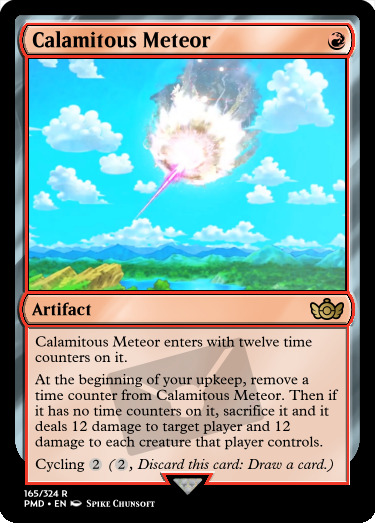 Calamitous Meteor
Artifact
Calamitous Meteor enters with twelve time
counters on it.
At the beginning of your upkeep, remove a
time counter from Calamitous Meteor. Then if
it has no time counters on it, sacrifice it and it
deals 12 damage to target player and 12
damage to each creature that player controls.
Cycling 2 (2, Discard this card: Draw a card.)
165/324 R
PMD • EN Spike Chunsoft